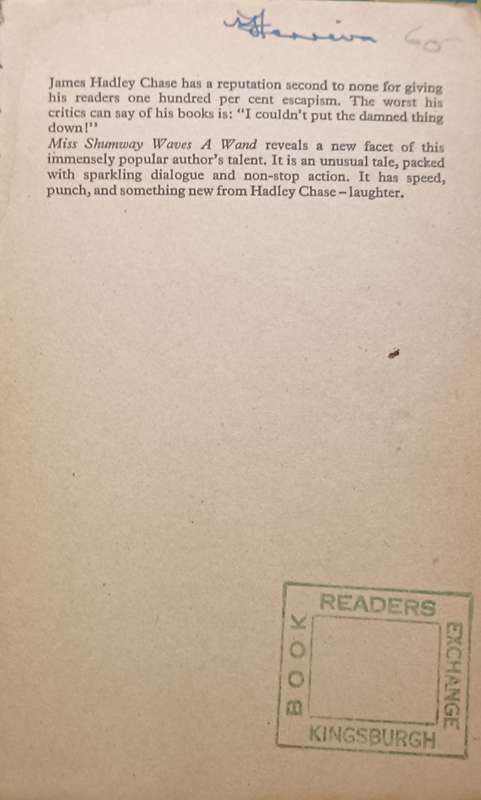 60
James Hadley Chase has a reputation second to none for giving
his readers one hundred per cent escapism. The worst his
critics can say of his books is: “I couldn't put the damned thing
down!”
Miss Shumway Waves A Wand reveals a new facet of this
immensely popular author's talent. It is an unusual tale, packed
with sparkling dialogue and non-stop action. It has speed,
punch, and something new from Hadley Chase – laughter.
READERS
BOOK
EXCHANGE
KINGSBURGH